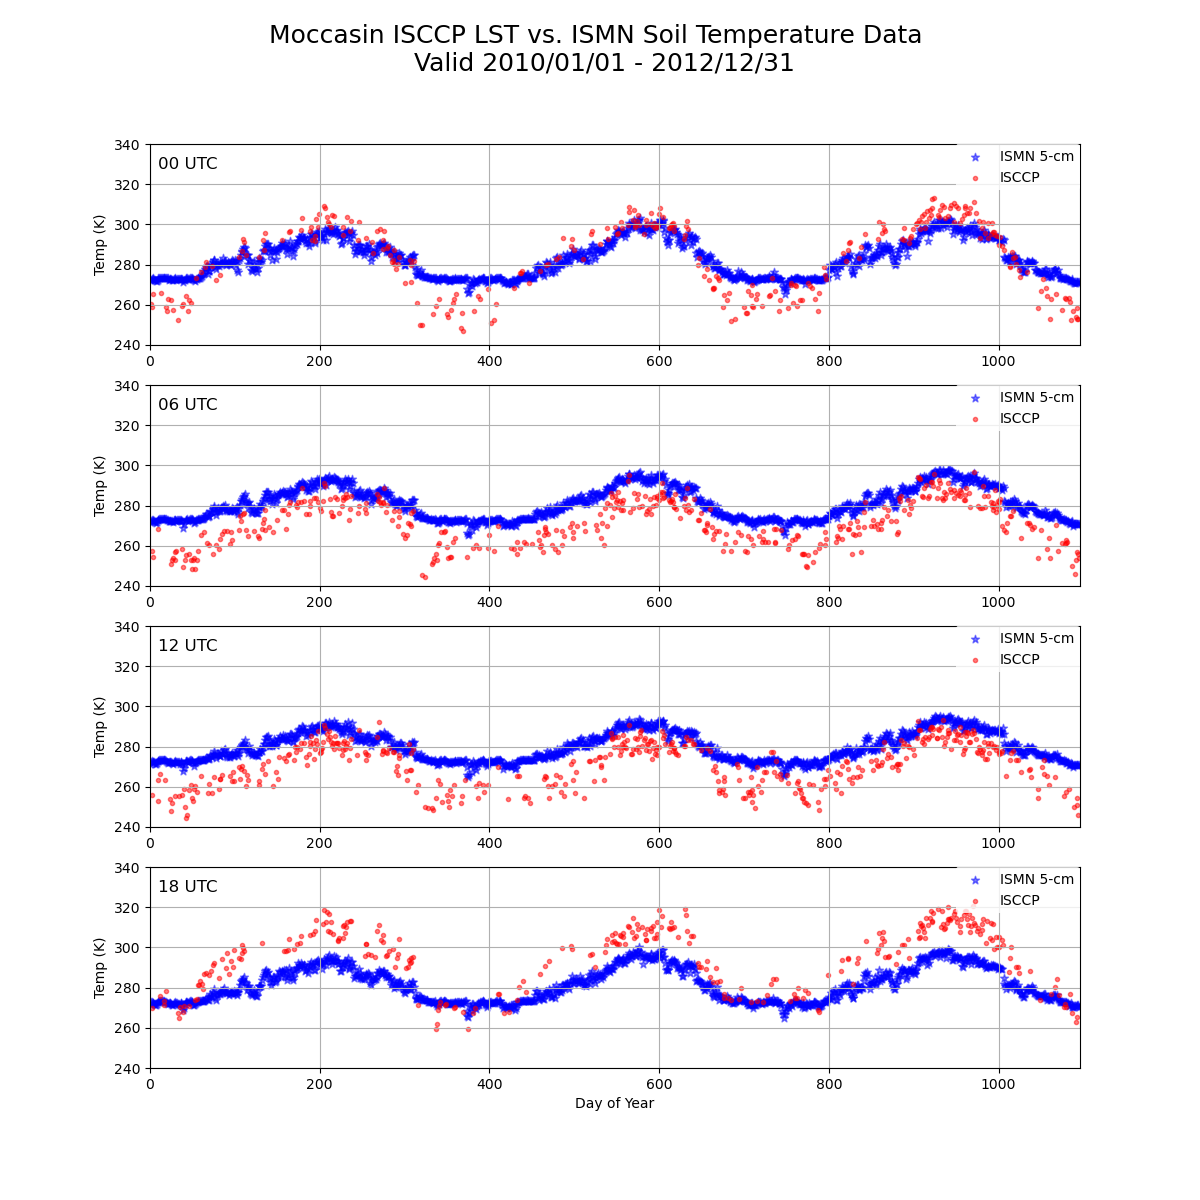 Moccasin ISCCP LST vs. ISMN Soil Temperature Data
Valid 2010/01/01 - 2012/12/31
340
320
300
280
260
240
Temp (K)
00 UTC
ISMN 5-cm
ISCCP
0 200 400 600 800 1000
340
320
300
280
260
240
Temp (K)
06 UTC
ISMN 5-cm
ISCCP
0 200 400 600 800 1000
340
320
300
280
260
240
Temp (K)
12 UTC
ISMN 5-cm
ISCCP
0 200 400 600 800 1000
340
320
300
280
260
240
Temp (K)
18 UTC
ISMN 5-cm
ISCCP
0 200 400 600 800 1000
Day of Year